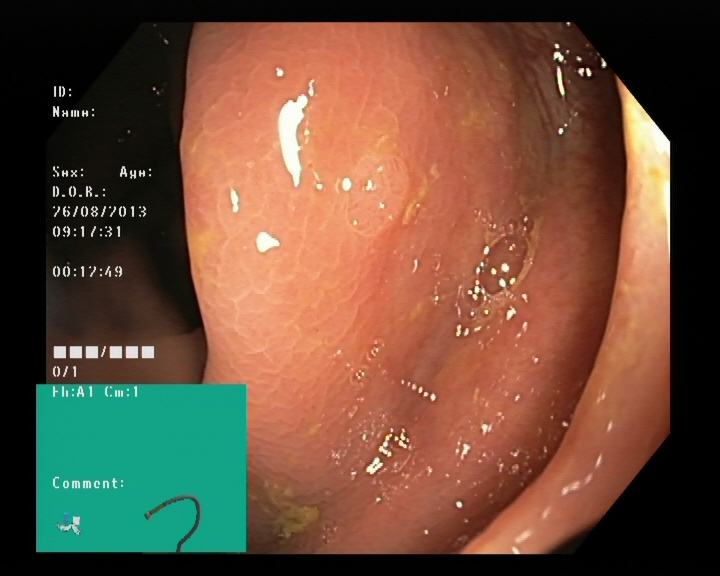 ID:
Name:
Sex: Age:
D.O.B.:
26/08/2013
09:17:31
00:12:49
■■■/■■■
0/1
Eh:A1 Cm:1
Comment: